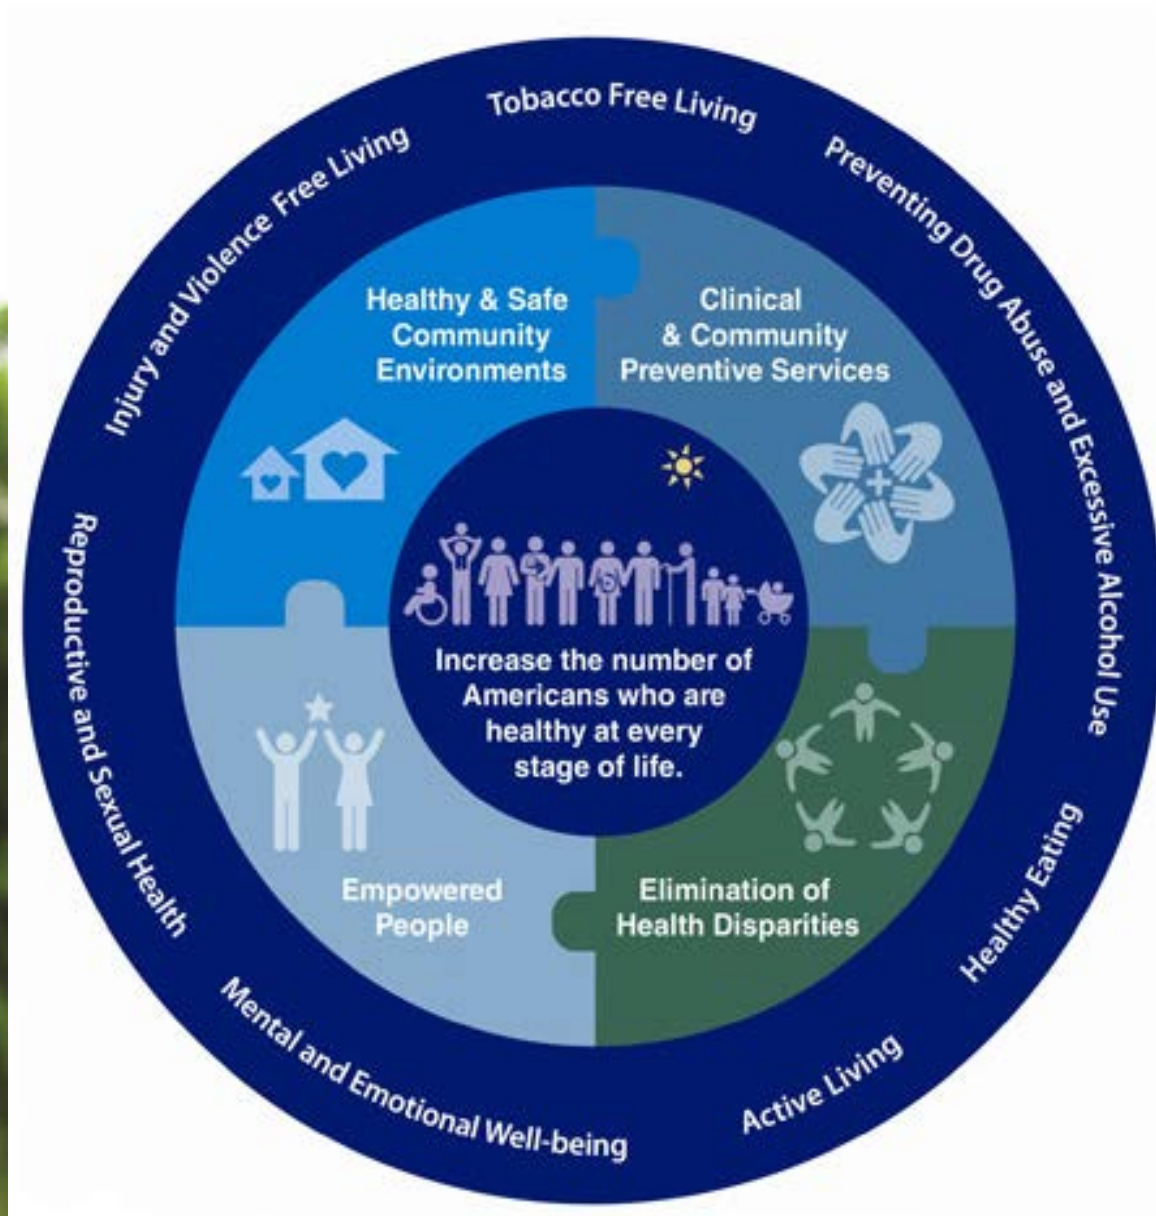 Tobacco Free Living
Preventing Drug Abuse and Excessive Alcohol Use
Healthy Eating
Active Living
Mental and Emotional Well-being
Reproductive and Sexual Health
Injury and Violence Free Living
Healthy & Safe
Community
Environments
Clinical
& Community
Preventive Services
Elimination of
Health Disparities
Empowered
People
Increase the number of
Americans who are
healthy at every
stage of life.